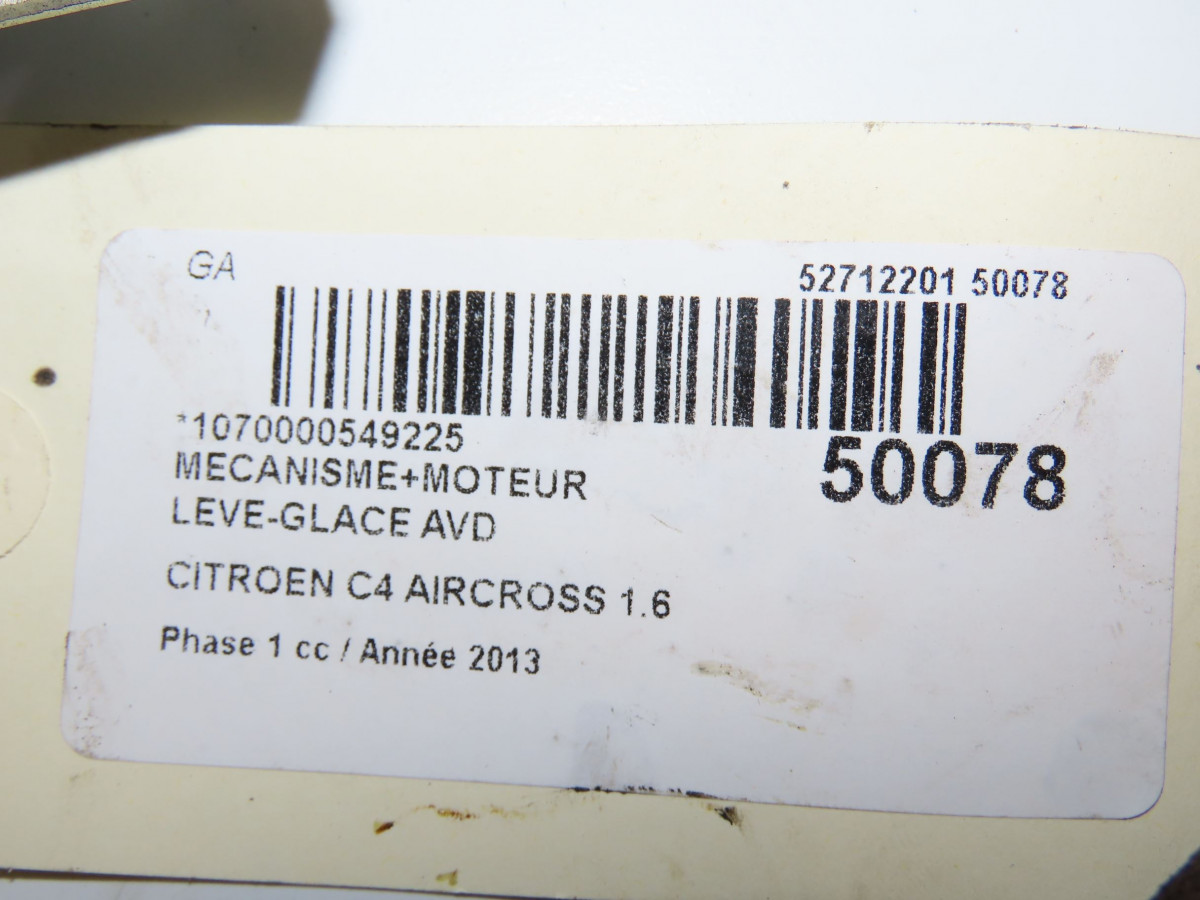 GA
52712201 50078
*1070000549225
50078
MECANISME+MOTEUR
LEVE-GLACE AVD
CITROEN C4 AIRCROSS 1.6
Phase 1 cc / Année 2013